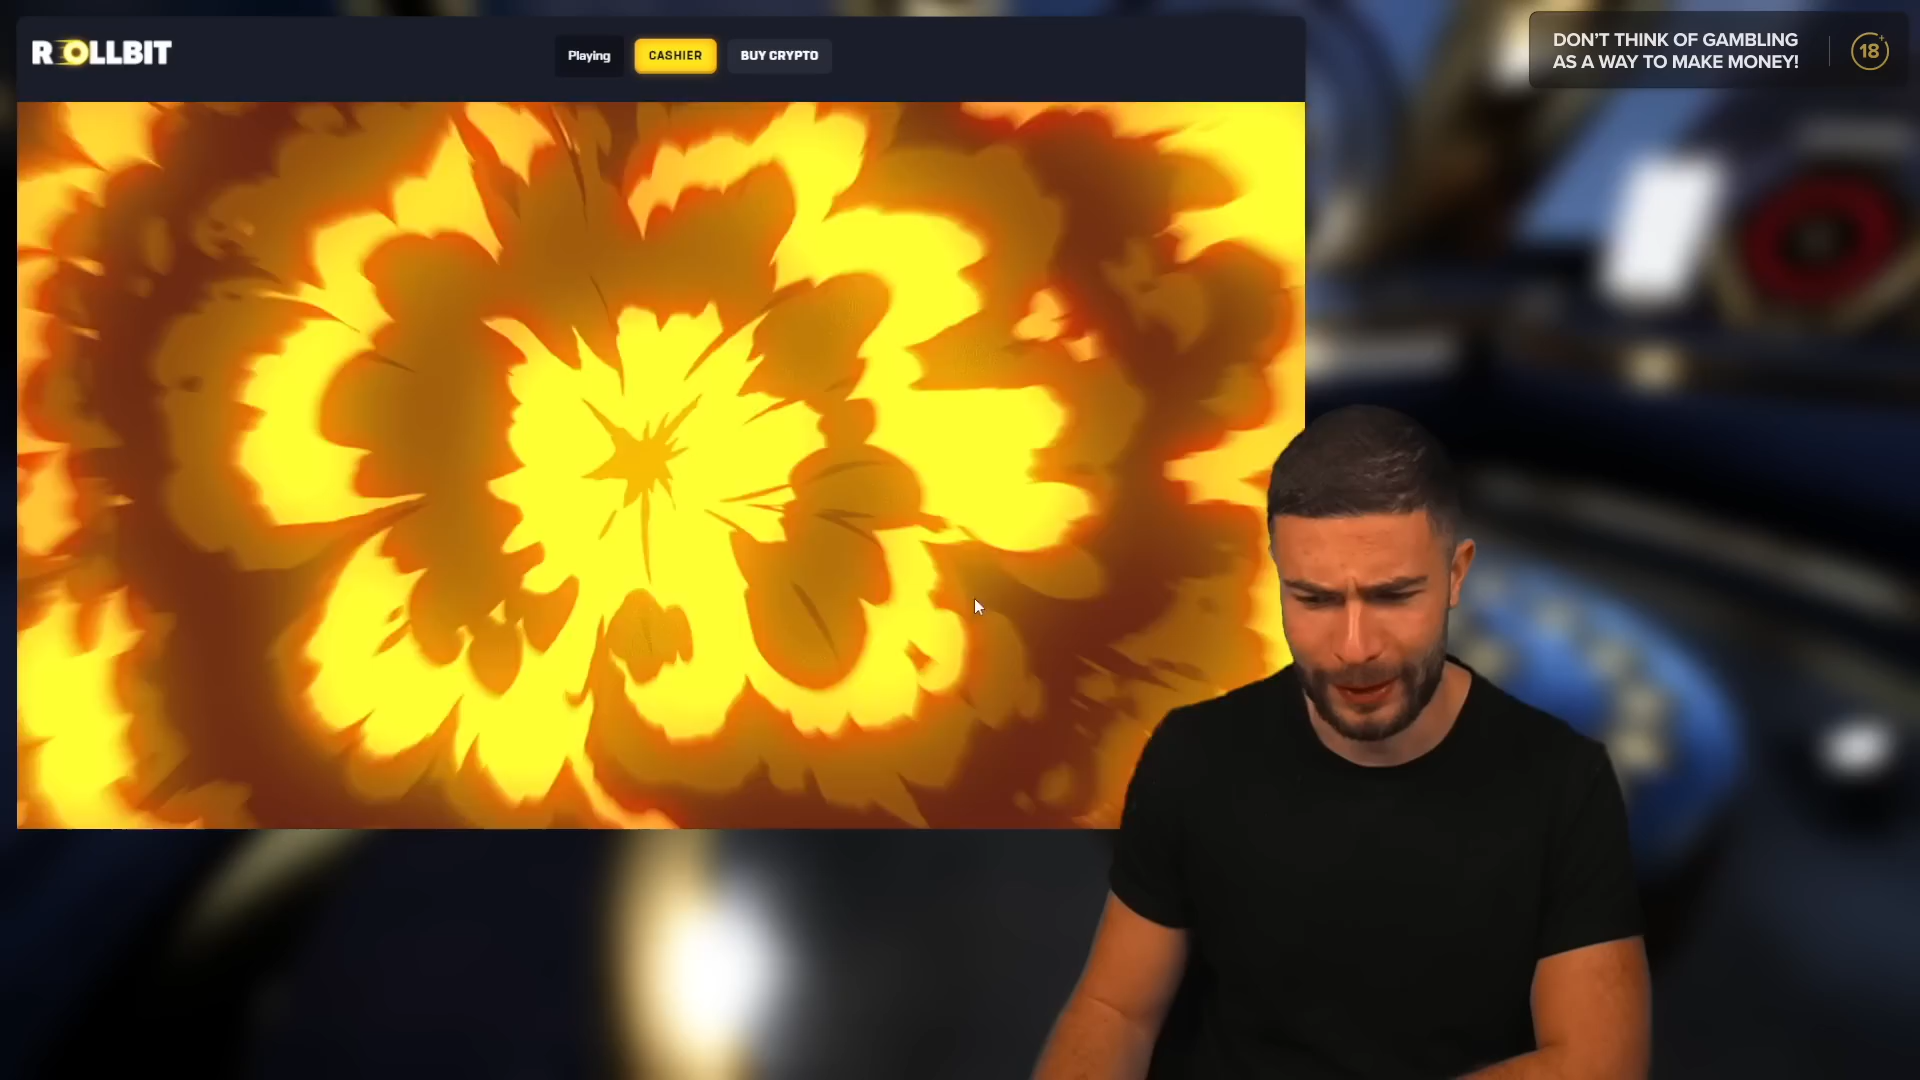 ROLLBIT
Playing
CASHIER
BUY CRYPTO
DON'T THINK OF GAMBLING
AS A WAY TO MAKE MONEY!
18+